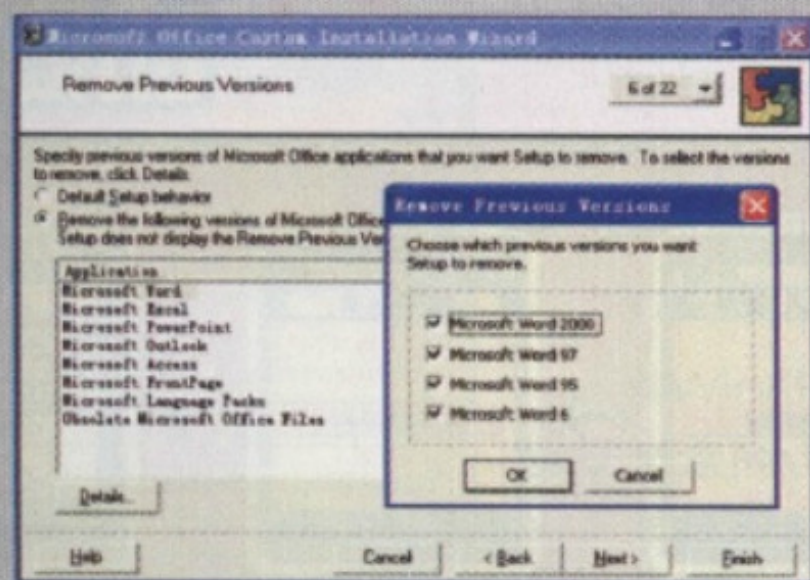 Microsoft Office Custom Installation Wizard
Remove Previous Versions
6 of 22
Specify previous versions of Microsoft Office applications that you want Setup to remove. To select the versions
to remove, click Details.
Default Setup behavior
Remove the following versions of Microsoft Office
Setup does not display the Remove Previous Ver
Application
Microsoft Word
Microsoft Excel
Microsoft PowerPoint
Microsoft Outlook
Microsoft Access
Microsoft FrontPage
Microsoft Language Packs
Obsolete Microsoft Office Files
Details...
Remove Previous Versions
Choose which previous versions you want
Setup to remove.
Microsoft Word 2000
Microsoft Word 97
Microsoft Word 95
Microsoft Word 6
OK
Cancel
Help
Cancel
< Back
Next >
Finish